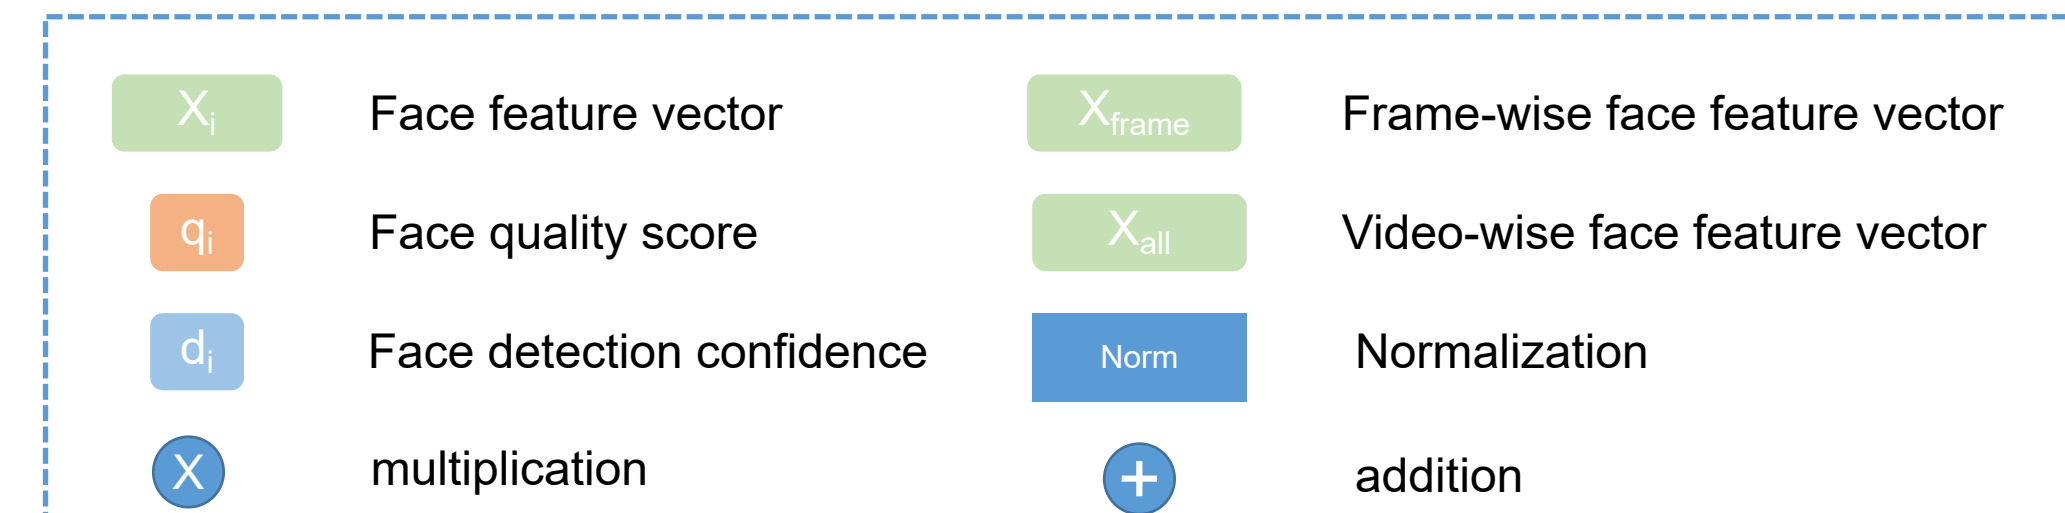 Xi Face feature vector Xframe Frame-wise face feature vector
qi Face quality score Xall Video-wise face feature vector
di Face detection confidence Norm Normalization
X multiplication + addition